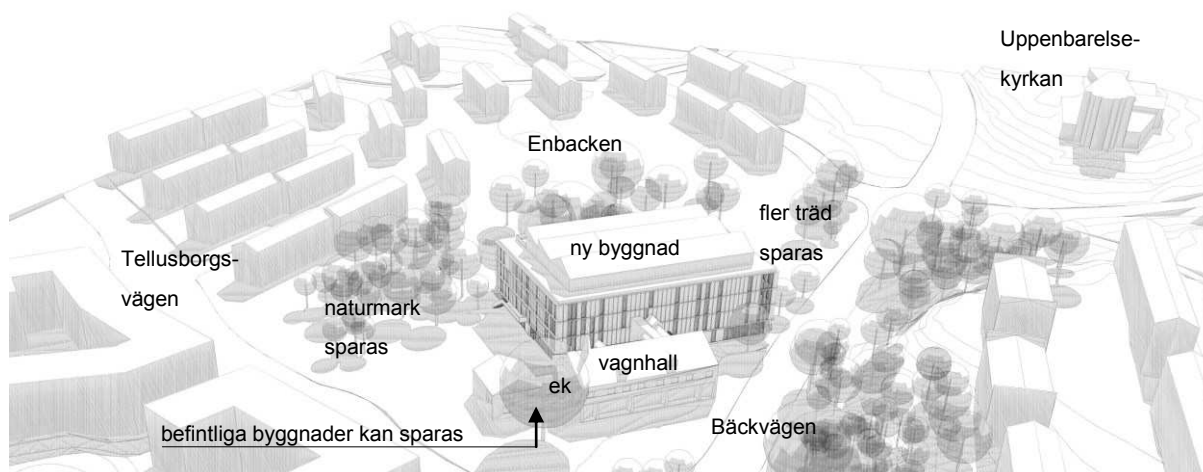 Uppenbarelse-
kyrkan
Enbacken
fler träd
sparas
ny byggnad
Tellusborgs-
vägen
naturmark
sparas
vagnhall
ek
Bäckvägen
befintliga byggnader kan sparas